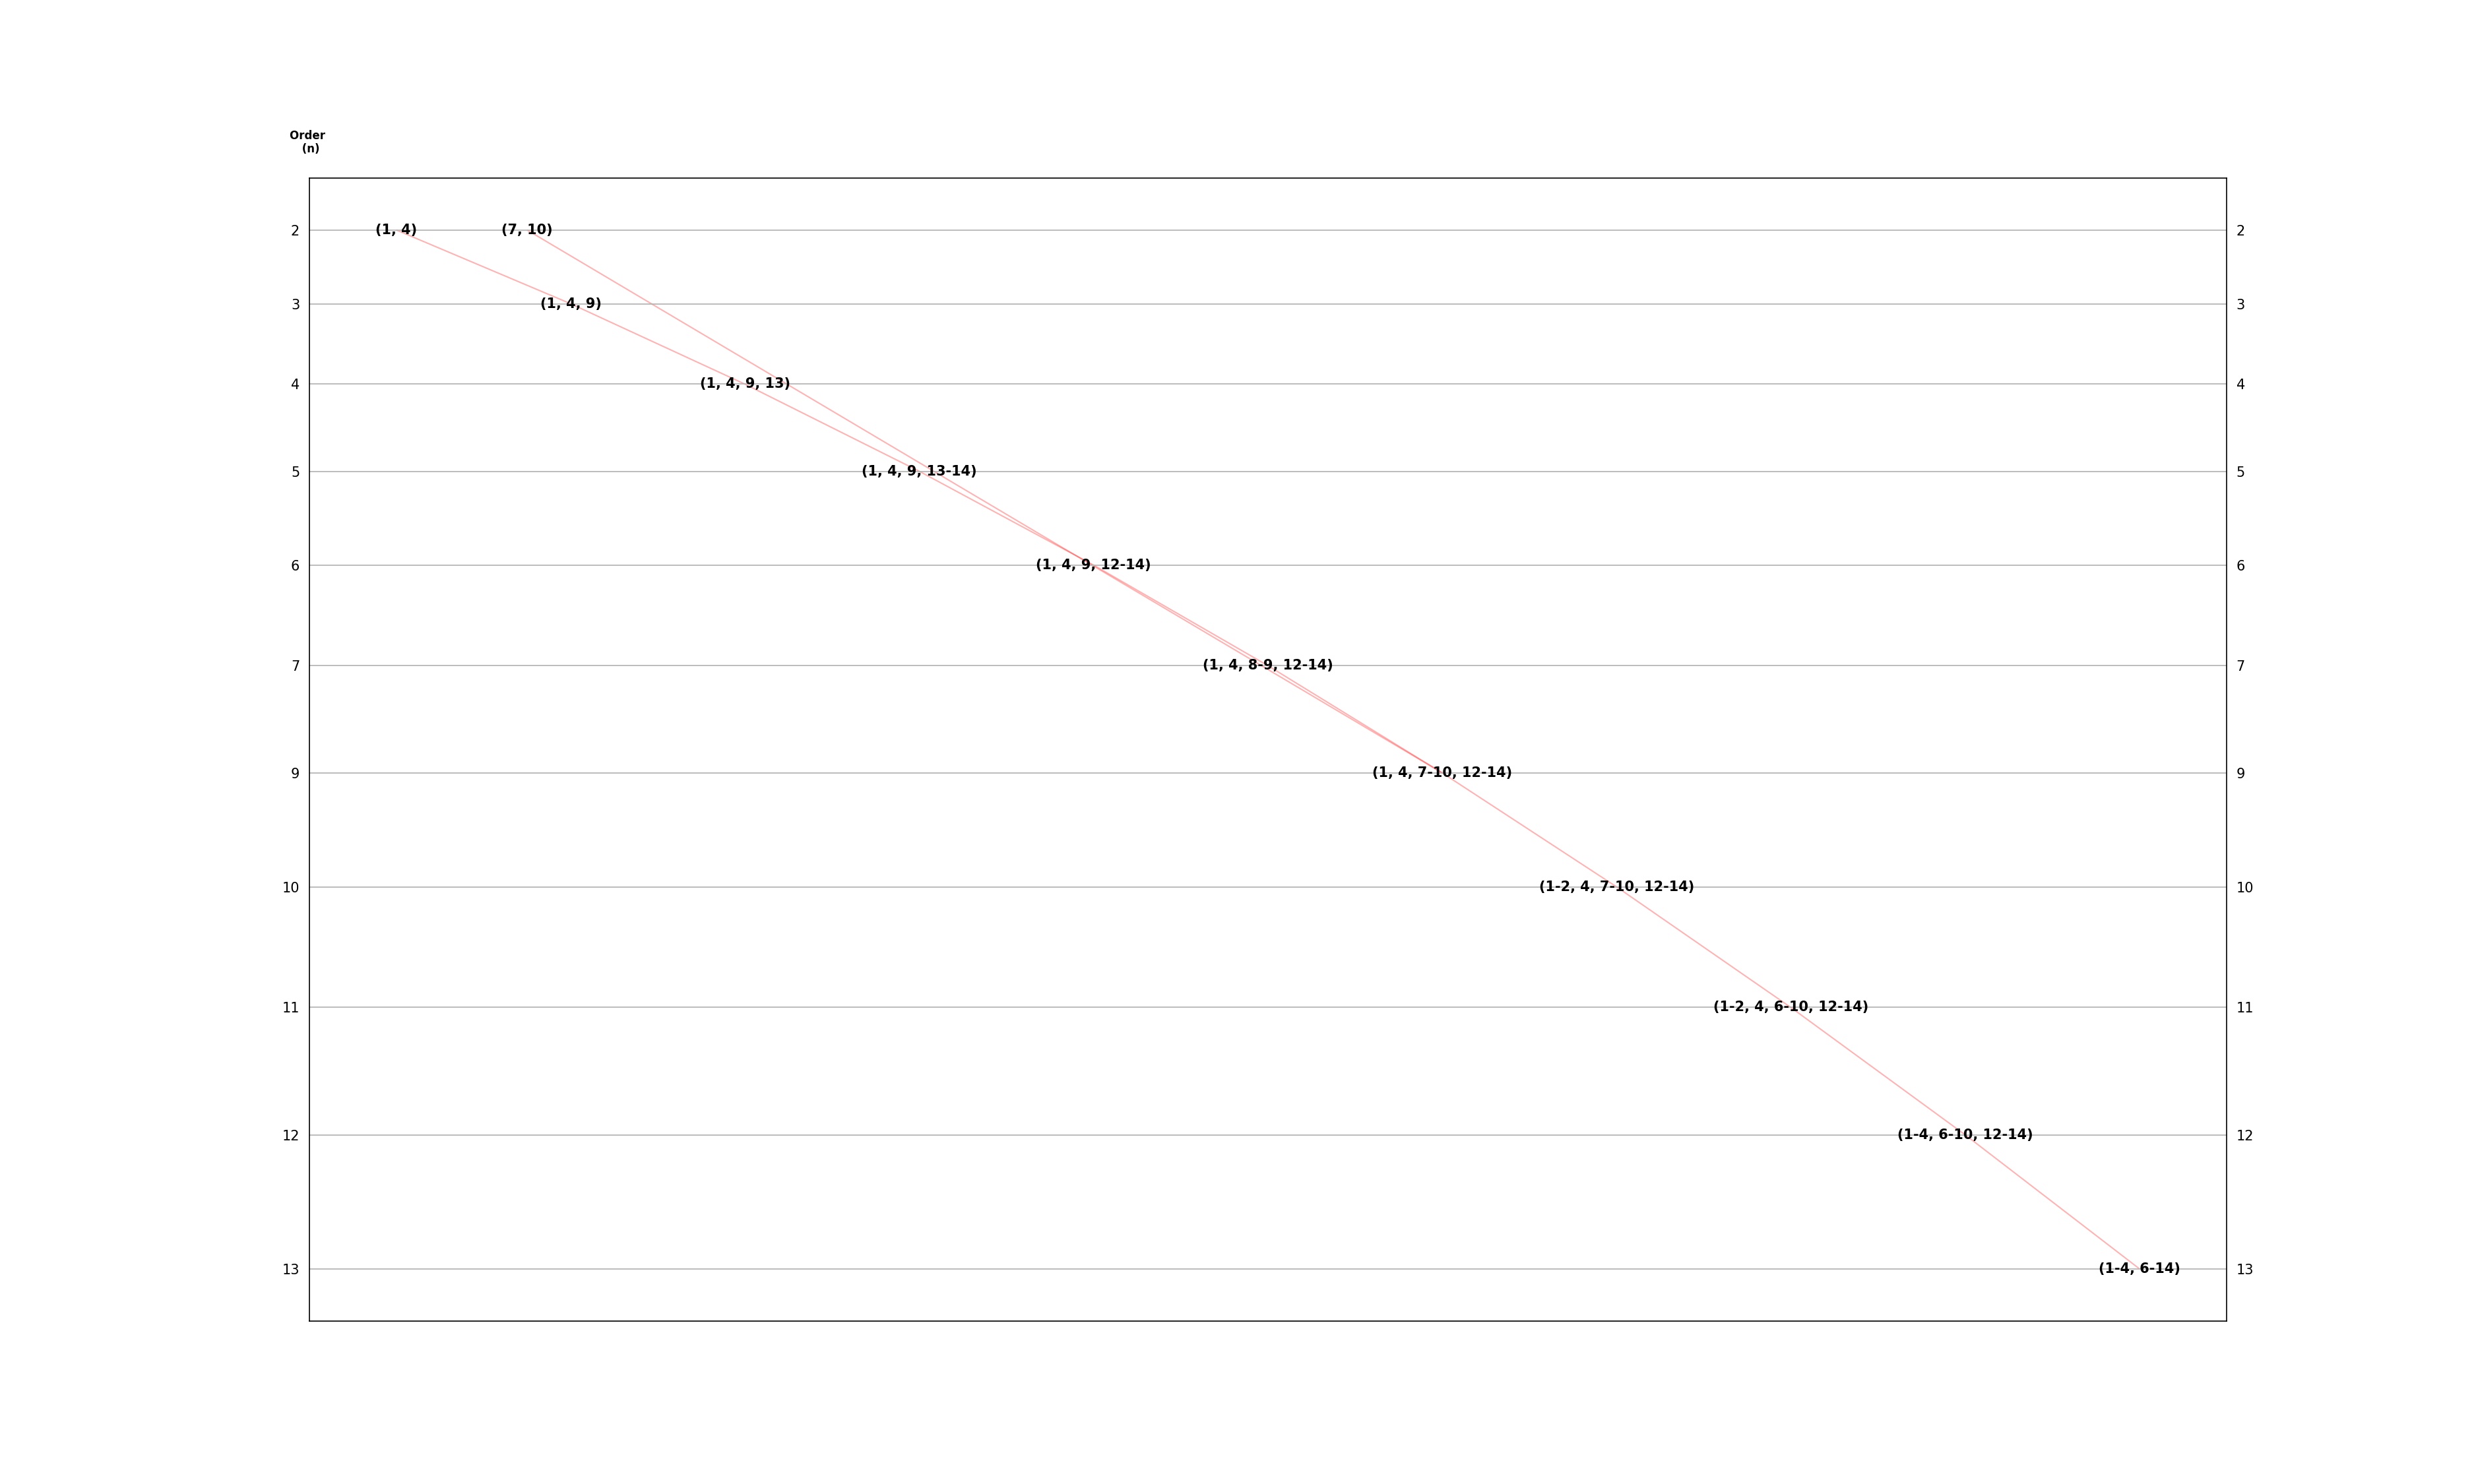 Order
(n)
2 (1, 4) (7, 10) 2
3 (1, 4, 9) 3
4 (1, 4, 9, 13) 4
5 (1, 4, 9, 13-14) 5
6 (1, 4, 9, 12-14) 6
7 (1, 4, 8-9, 12-14) 7
9 (1, 4, 7-10, 12-14) 9
10 (1-2, 4, 7-10, 12-14) 10
11 (1-2, 4, 6-10, 12-14) 11
12 (1-4, 6-10, 12-14) 12
13 (1-4, 6-14) 13